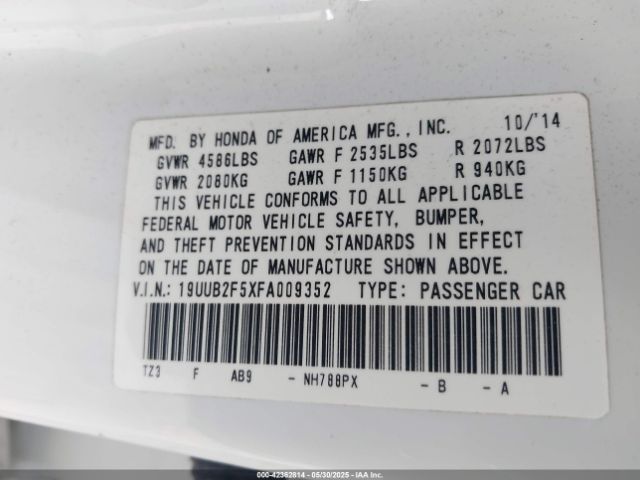 MFD. BY HONDA OF AMERICA MFG., INC. 10/'14
GVWR 4586LBS GAWR F 2535LBS R 2072LBS
GVWR 2080KG GAWR F 1150KG R 940KG
THIS VEHICLE CONFORMS TO ALL APPLICABLE
FEDERAL MOTOR VEHICLE SAFETY, BUMPER,
AND THEFT PREVENTION STANDARDS IN EFFECT
ON THE DATE OF MANUFACTURE SHOWN ABOVE.
V.I.N.: 19UUB2F5XFA009352 TYPE: PASSENGER CAR
TZ3 F AB9 - NH788PX - B - A
000-42362814 - 05/30/2025 - IAA